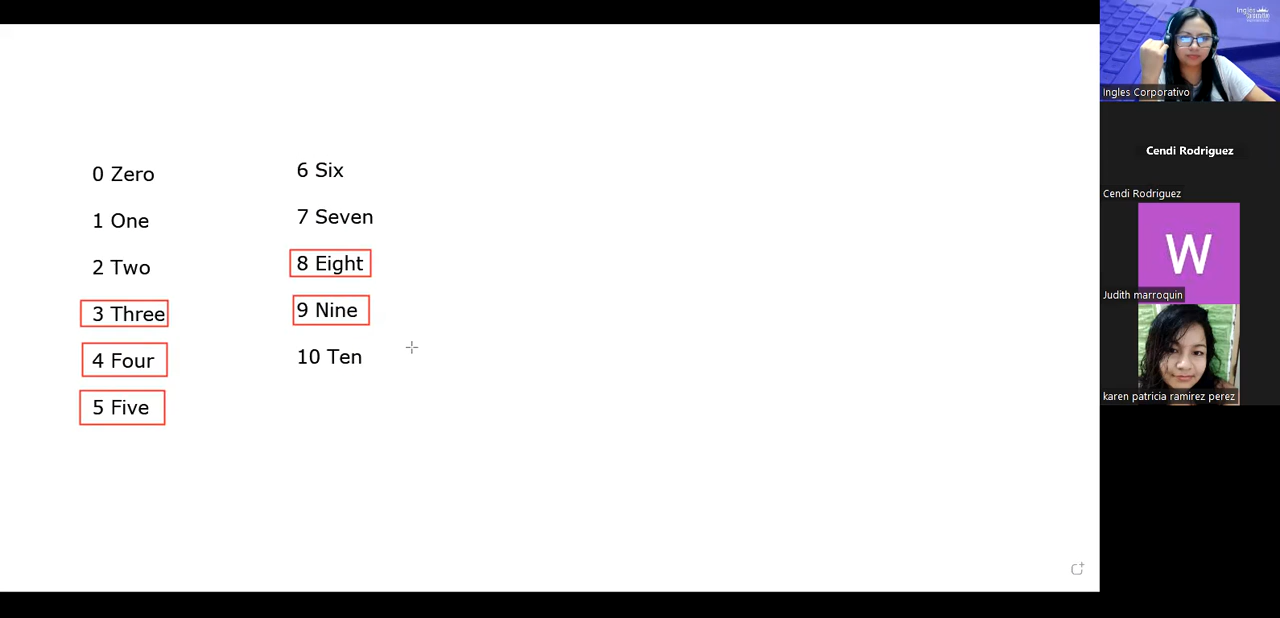 0 Zero
1 One
2 Two
3 Three
4 Four
5 Five
6 Six
7 Seven
8 Eight
9 Nine
10 Ten
Ingles
Ingles Corporativo
Cendi Rodriguez
Cendi Rodriguez
W
Judith marroquin
karen patricia ramirez perez